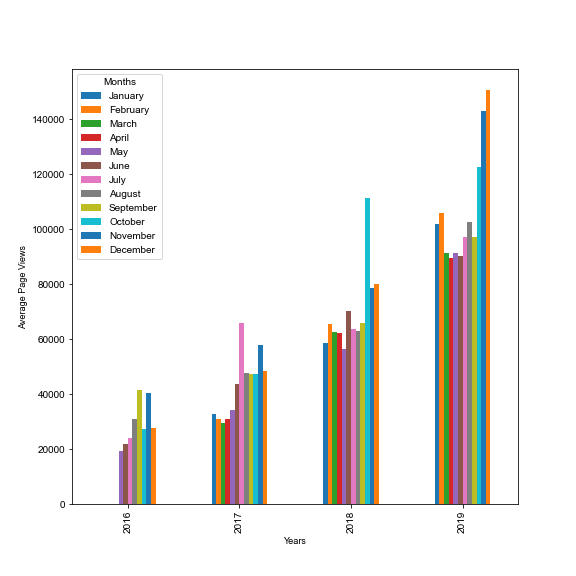 Months
January
February
March
April
May
June
July
August
September
October
November
December
140000
120000
100000
80000
60000
40000
20000
0
Average Page Views
2016
2017
2018
2019
Years